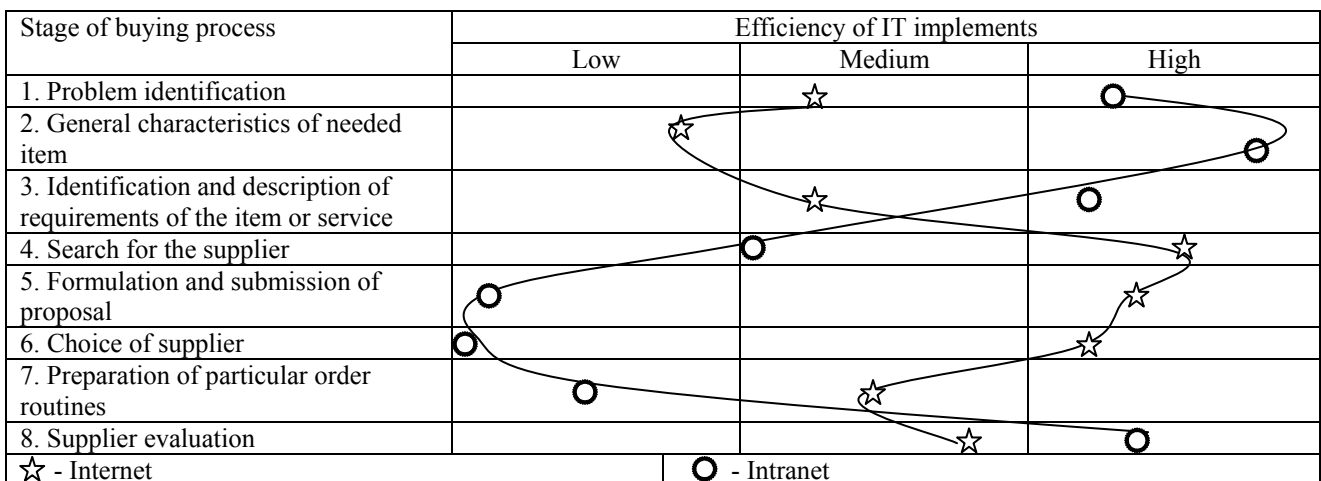 Stage of buying process
Efficiency of IT implements
Low
Medium
High
1. Problem identification
2. General characteristics of needed
item
3. Identification and description of
requirements of the item or service
4. Search for the supplier
5. Formulation and submission of
proposal
6. Choice of supplier
7. Preparation of particular order
routines
8. Supplier evaluation
- Internet
- Intranet